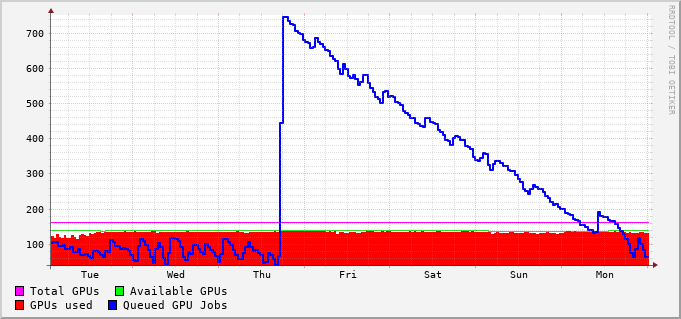 700
600
500
400
300
200
100
Tue Wed Thu Fri Sat Sun Mon
Total GPUs Available GPUs
GPUs used Queued GPU Jobs
RRDTOOL / TOBI OETIKER